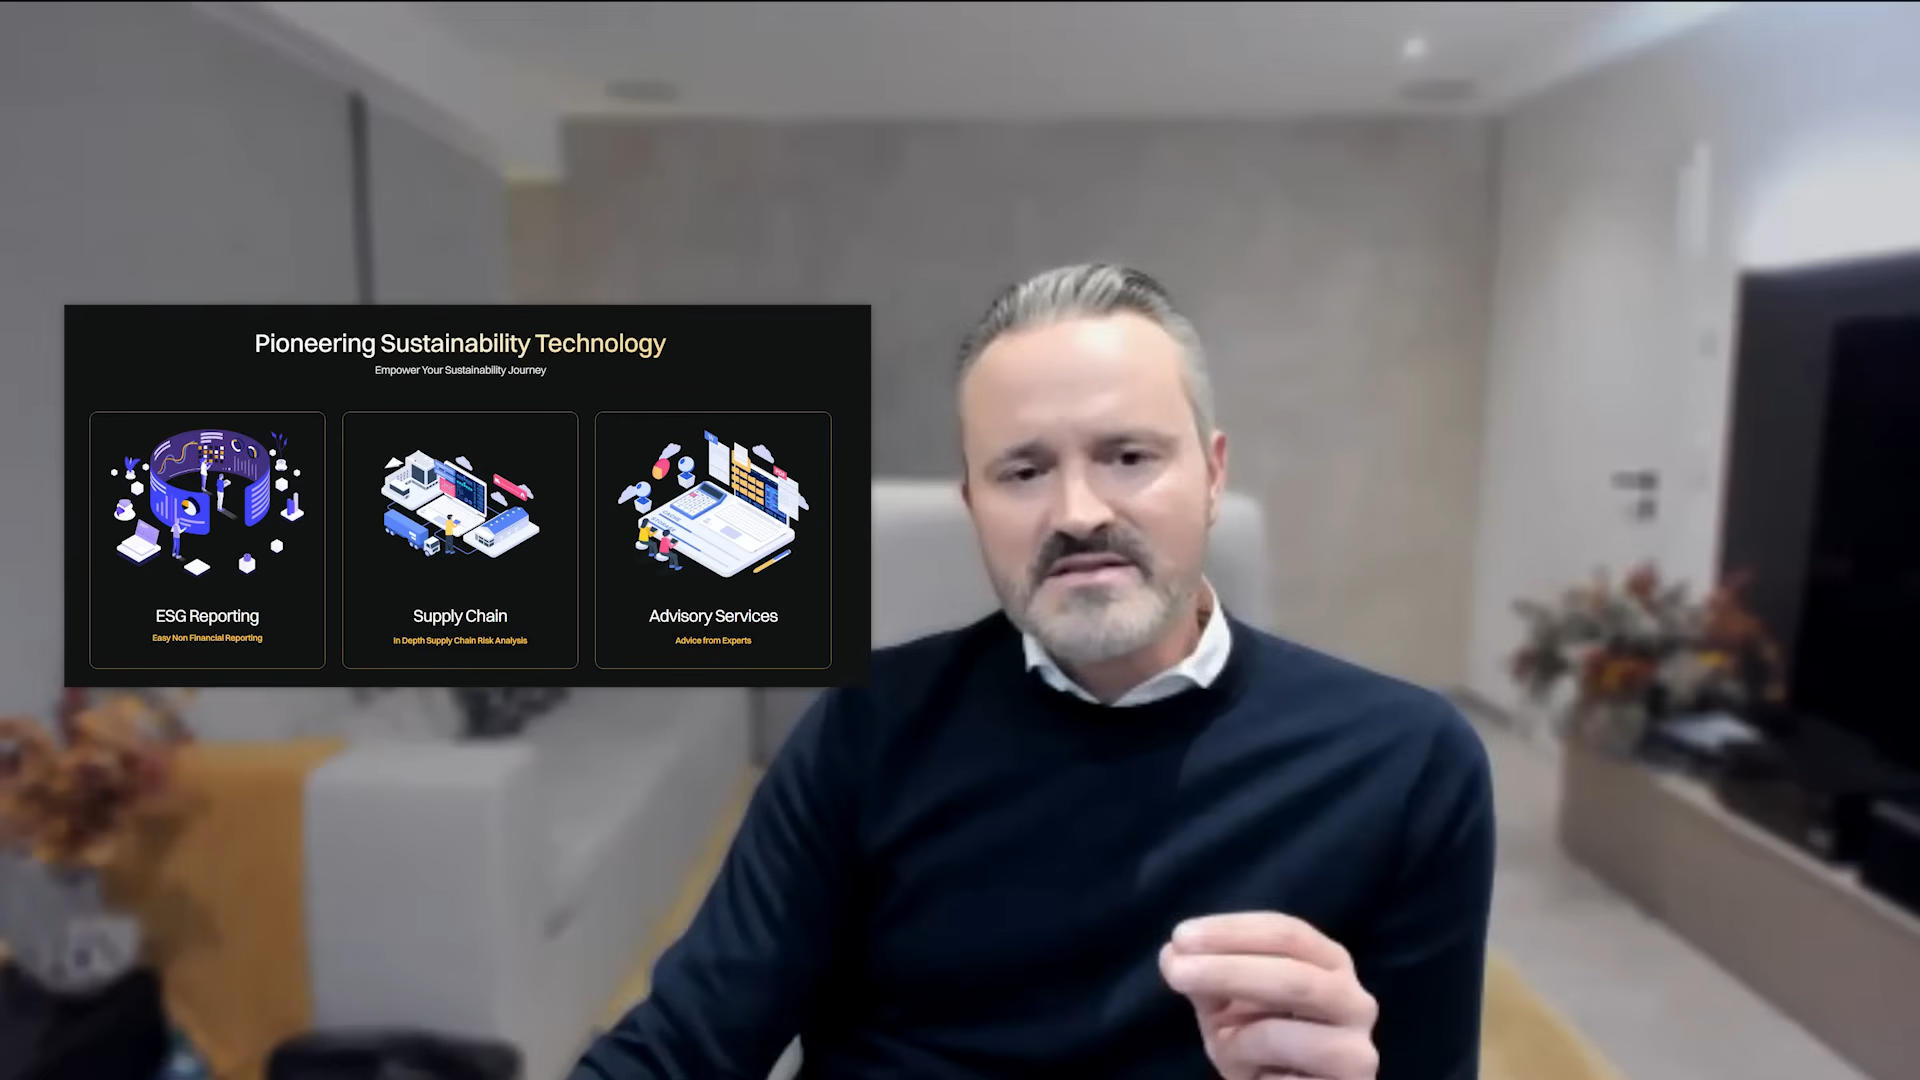 Pioneering Sustainability Technology
Empower Your Sustainability Journey
ESG Reporting
Easy Non Financial Reporting
Supply Chain
In Depth Supply Chain Risk Analysis
Advisory Services
Advice from Experts